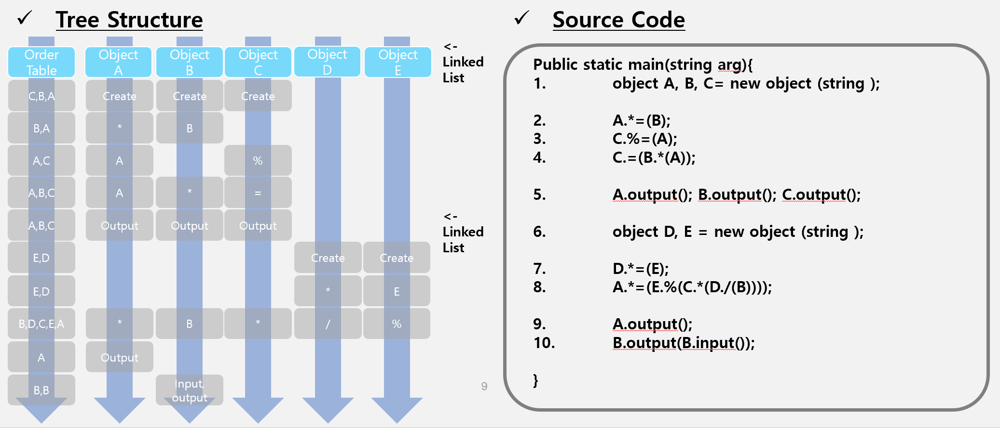 ✓ Tree Structure
Order Table
Object A
Object B
Object C
Object D
Object E
<- Linked List
C,B,A
Create
Create
Create
B,A
*
B
A,C
A
%
A,B,C
A
*
=
A,B,C
Output
Output
Output
<- Linked List
E,D
Create
Create
E,D
*
E
B,D,C,E,A
*
B
*
/
%
A
Output
B,B
Input, output
9
✓ Source Code
Public static main(string arg){
1. object A, B, C= new object (string );
2. A.*=(B);
3. C.%=(A);
4. C.=(B.*(A));
5. A.output(); B.output(); C.output();
6. object D, E = new object (string );
7. D.*=(E);
8. A.*=(E.%(C.*(D./(B))));
9. A.output();
10. B.output(B.input());
}